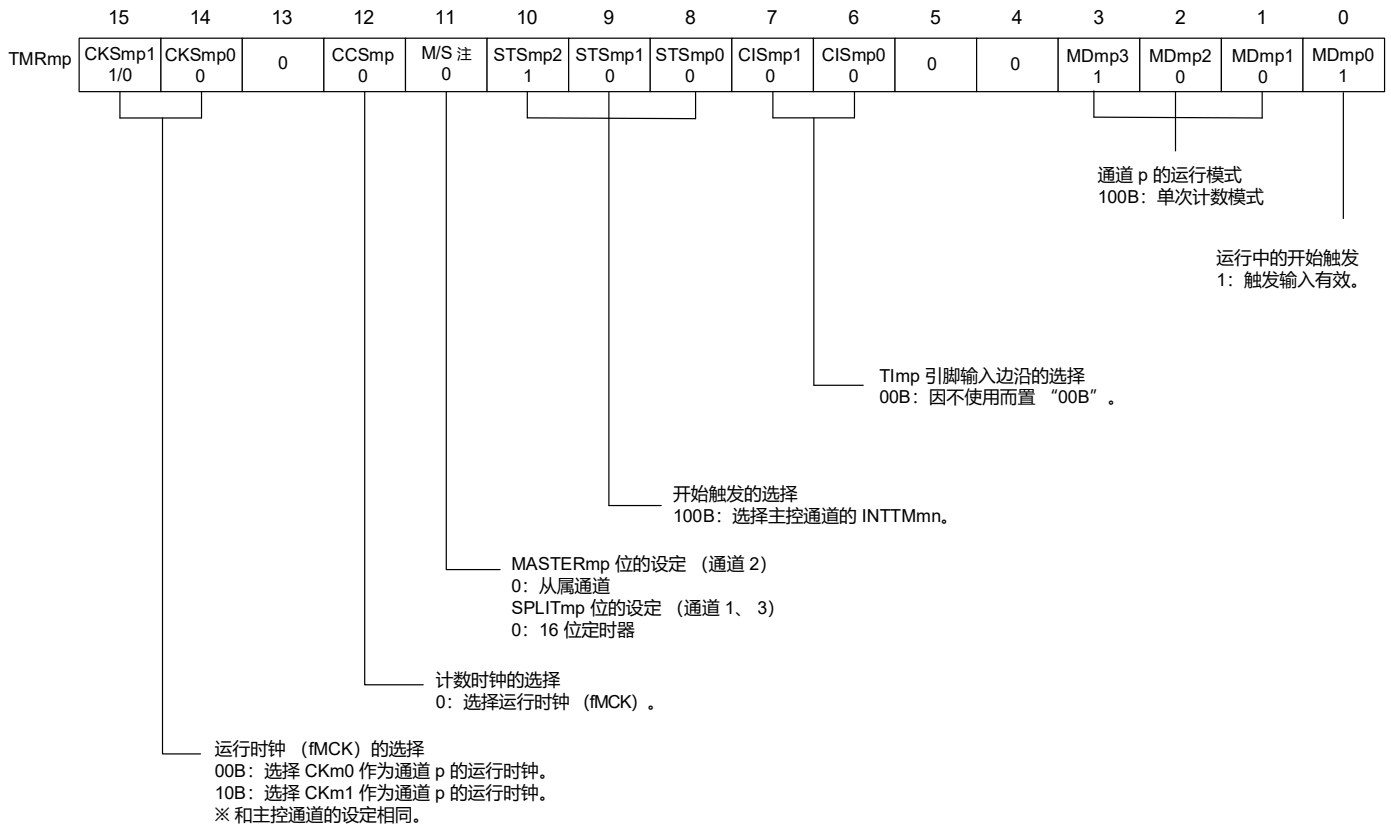 15 14 13 12 11 10 9 8 7 6 5 4 3 2 1 0
TMRmp CKSmp1 CKSmp0 0 CCSmp M/S 注 STSmp2 STSmp1 STSmp0 CISmp1 CISmp0 0 0 MDmp3 MDmp2 MDmp1 MDmp0
1/0 0 0 0 1 0 0 0 0 1 0 0 1
通道 p 的运行模式
100B：单次计数模式
运行中的开始触发
1：触发输入有效。
TImp 引脚输入边沿的选择
00B：因不使用而置 “00B”。
开始触发的选择
100B：选择主控通道的 INTTMmn。
MASTERmp 位的设定 （通道 2）
0：从属通道
SPLITmp 位的设定 （通道 1、 3）
0：16 位定时器
计数时钟的选择
0：选择运行时钟 （fMCK）。
运行时钟 （fMCK）的选择
00B：选择 CKm0 作为通道 p 的运行时钟。
10B：选择 CKm1 作为通道 p 的运行时钟。
※ 和主控通道的设定相同。